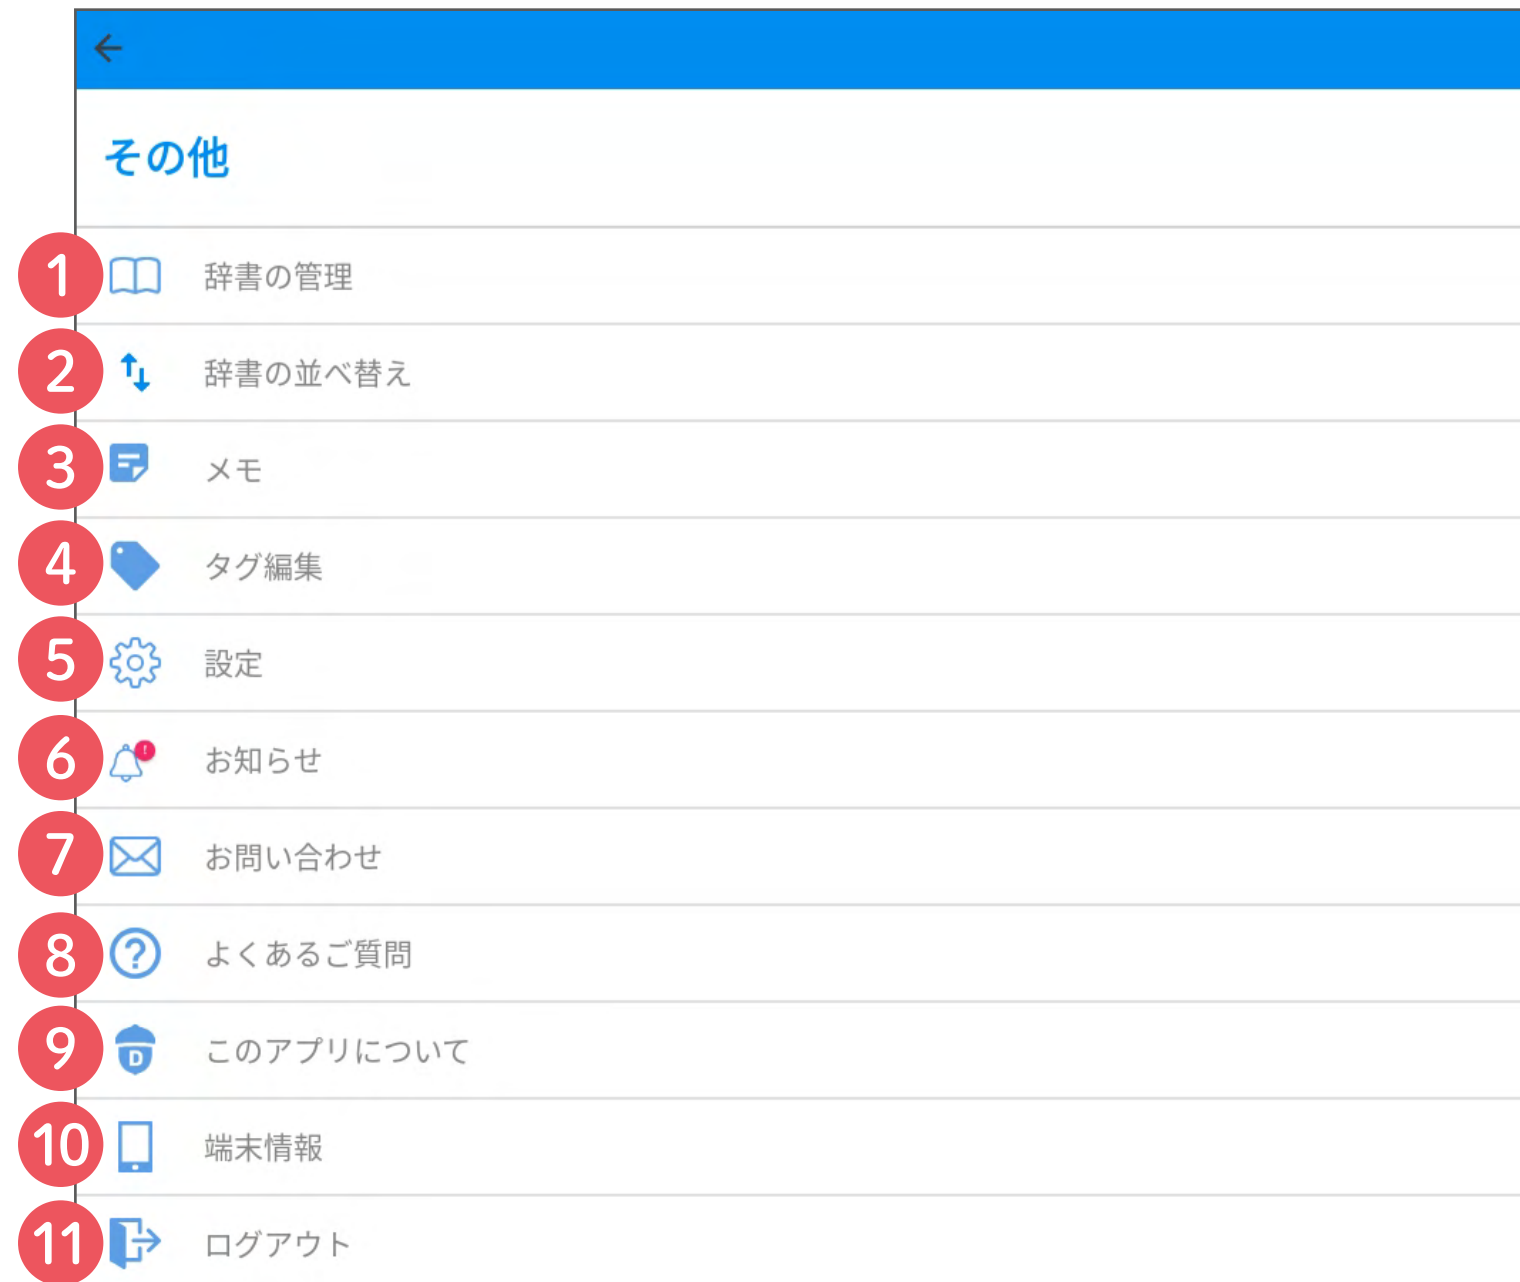 その他
1 辞書の管理
2 辞書の並べ替え
3 メモ
4 タグ編集
5 設定
6 ! お知らせ
7 お問い合わせ
8 ? よくあるご質問
9 D このアプリについて
10 端末情報
11 ログアウト